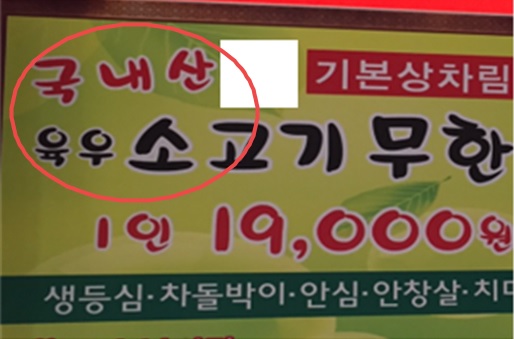 국내산 기본상차림
육우 소고기 무한
1인 19,000원
생등심·차돌박이·안심·안창살·치마